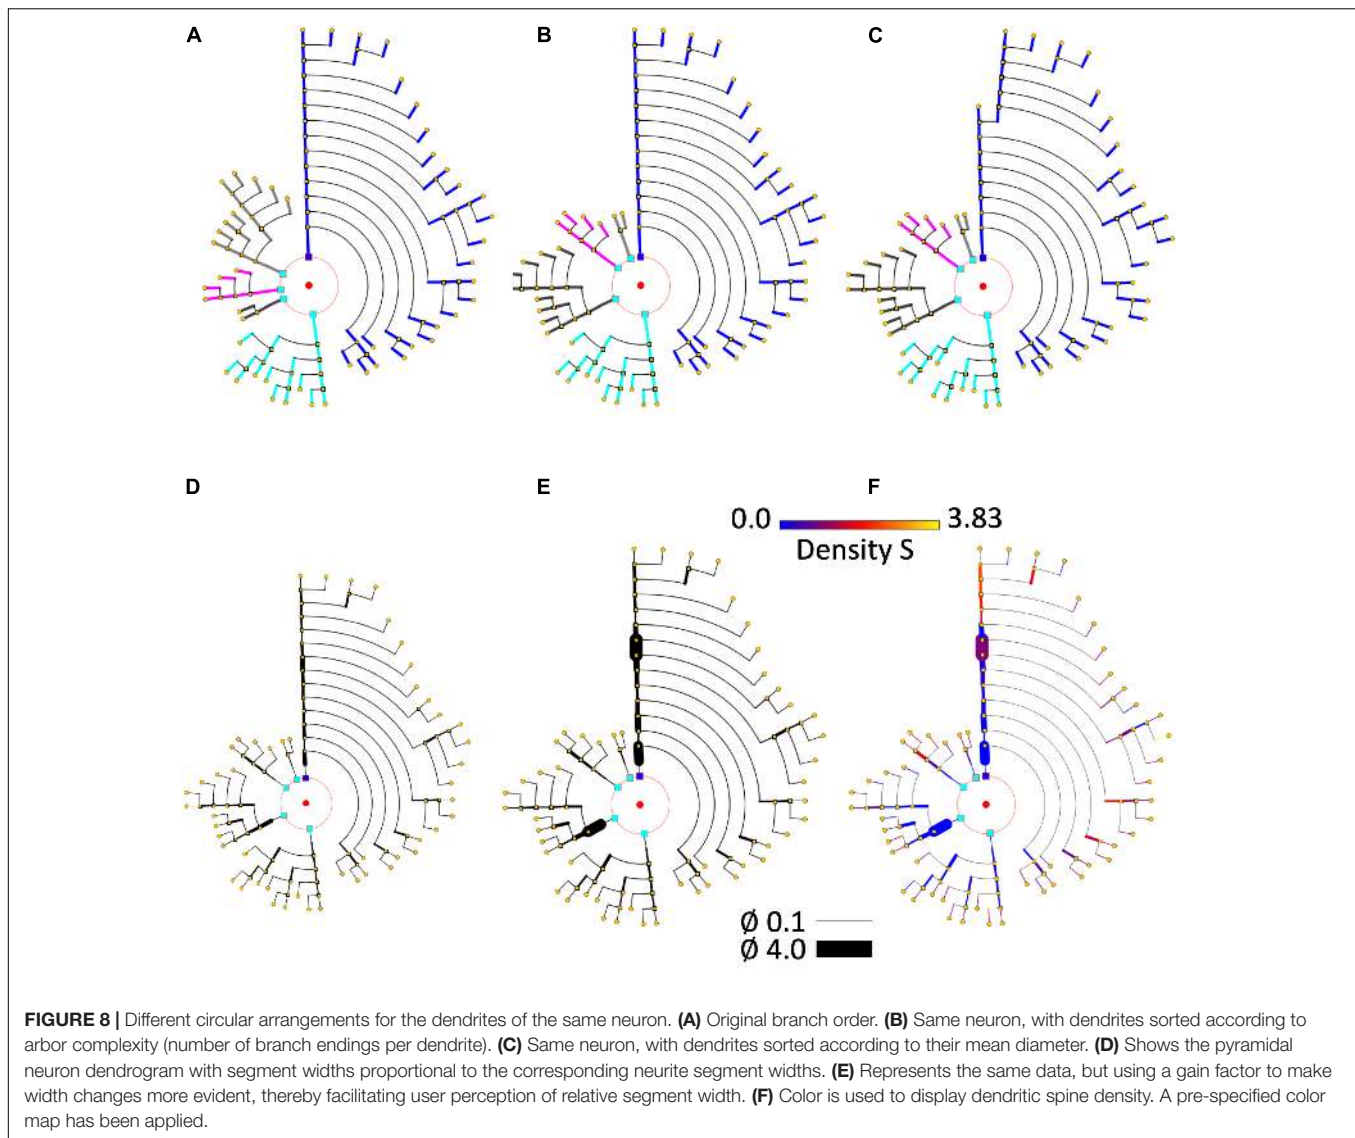 A
B
C
D
E
F
0.0
3.83
Density S
Ø 0.1
Ø 4.0
FIGURE 8 | Different circular arrangements for the dendrites of the same neuron. (A) Original branch order. (B) Same neuron, with dendrites sorted according to
arbor complexity (number of branch endings per dendrite). (C) Same neuron, with dendrites sorted according to their mean diameter. (D) Shows the pyramidal
neuron dendrogram with segment widths proportional to the corresponding neurite segment widths. (E) Represents the same data, but using a gain factor to make
width changes more evident, thereby facilitating user perception of relative segment width. (F) Color is used to display dendritic spine density. A pre-specified color
map has been applied.